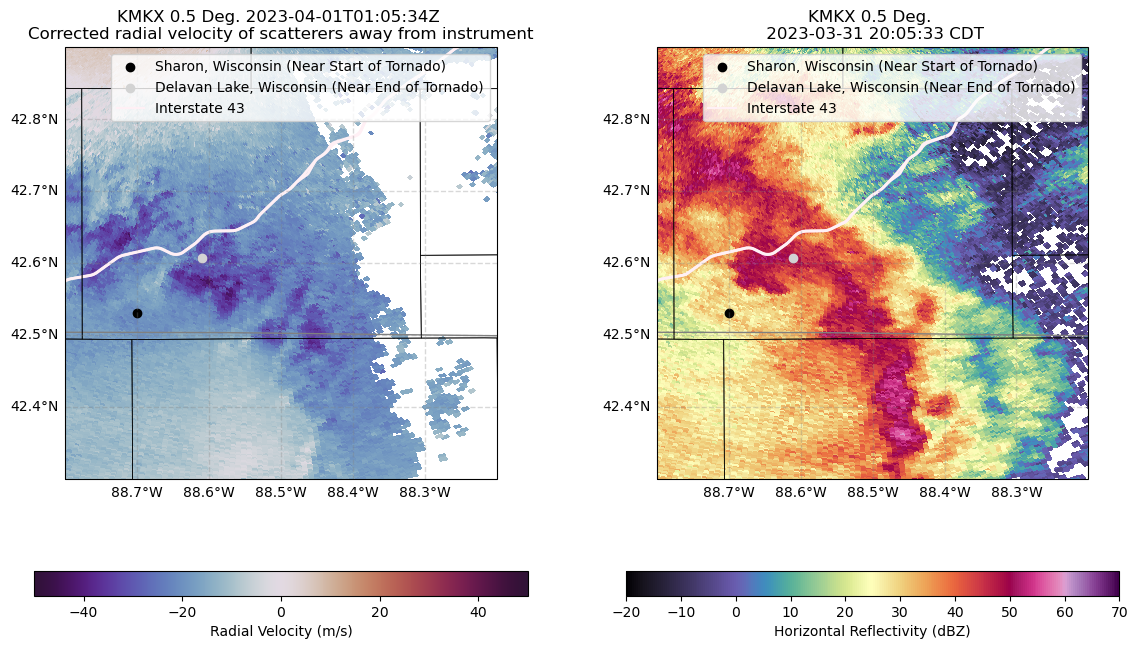 KMKX 0.5 Deg. 2023-04-01T01:05:34Z
Corrected radial velocity of scatterers away from instrument
Sharon, Wisconsin (Near Start of Tornado)
Delavan Lake, Wisconsin (Near End of Tornado)
Interstate 43
42.8°N
42.7°N
42.6°N
42.5°N
42.4°N
88.7°W 88.6°W 88.5°W 88.4°W 88.3°W
−40 −20 0 20 40
Radial Velocity (m/s)
KMKX 0.5 Deg.
2023-03-31 20:05:33 CDT
Sharon, Wisconsin (Near Start of Tornado)
Delavan Lake, Wisconsin (Near End of Tornado)
Interstate 43
42.8°N
42.7°N
42.6°N
42.5°N
42.4°N
88.7°W 88.6°W 88.5°W 88.4°W 88.3°W
−20 −10 0 10 20 30 40 50 60 70
Horizontal Reflectivity (dBZ)